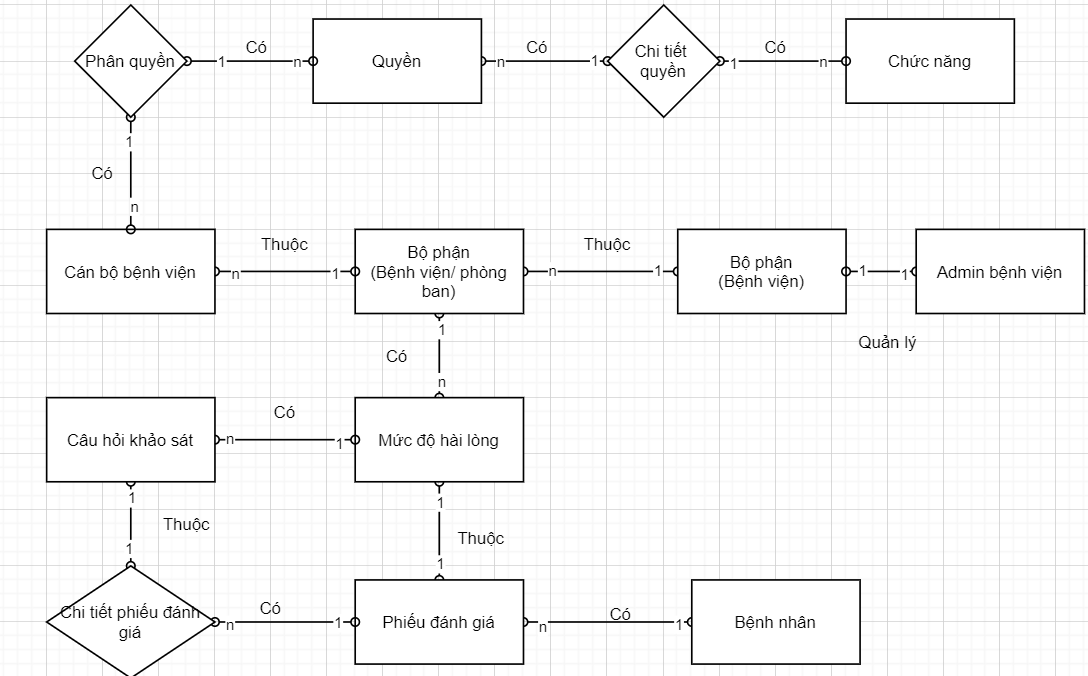 Phân quyền
1
Có
n
Quyền
n
Có
1
Chi tiết
quyền
1
Có
n
Chức năng
1
Có
n
Cán bộ bệnh viện
n
Thuộc
1
Bộ phận
(Bệnh viện/ phòng
ban)
n
Thuộc
1
Bộ phận
(Bệnh viện)
1
1
Admin bệnh viện
Quản lý
1
Có
n
Câu hỏi khảo sát
n
Có
1
Mức độ hài lòng
1
Thuộc
1
1
Thuộc
1
Chi tiết phiếu đánh
giá
n
Có
1
Phiếu đánh giá
n
Có
1
Bệnh nhân